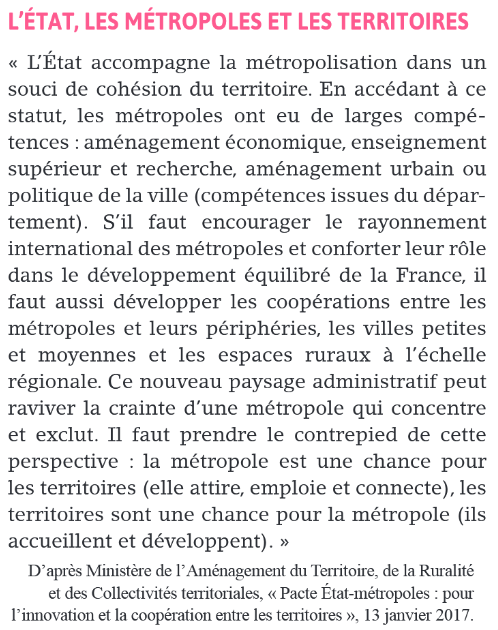 L’ÉTAT, LES MÉTROPOLES ET LES TERRITOIRES
« L’État accompagne la métropolisation dans un
souci de cohésion du territoire. En accédant à ce
statut, les métropoles ont eu de larges compé-
tences : aménagement économique, enseignement
supérieur et recherche, aménagement urbain ou
politique de la ville (compétences issues du dépar-
tement). S’il faut encourager le rayonnement
international des métropoles et conforter leur rôle
dans le développement équilibré de la France, il
faut aussi développer les coopérations entre les
métropoles et leurs périphéries, les villes petites
et moyennes et les espaces ruraux à l’échelle
régionale. Ce nouveau paysage administratif peut
raviver la crainte d’une métropole qui concentre
et exclut. Il faut prendre le contrepied de cette
perspective : la métropole est une chance pour
les territoires (elle attire, emploie et connecte), les
territoires sont une chance pour la métropole (ils
accueillent et développent). »
D’après Ministère de l’Aménagement du Territoire, de la Ruralité
et des Collectivités territoriales, « Pacte État-métropoles : pour
l’innovation et la coopération entre les territoires », 13 janvier 2017.